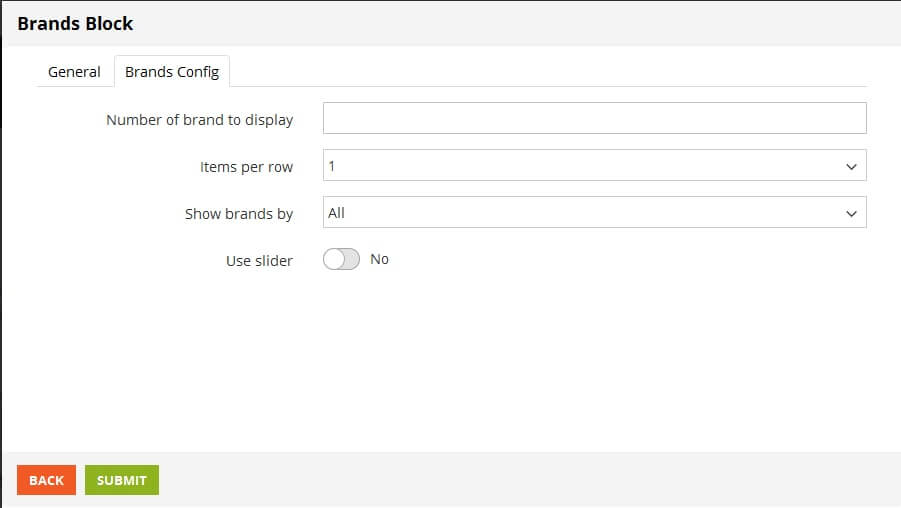 Brands Block
General Brands Config
Number of brand to display
Items per row 1
Show brands by All
Use slider No
BACK SUBMIT